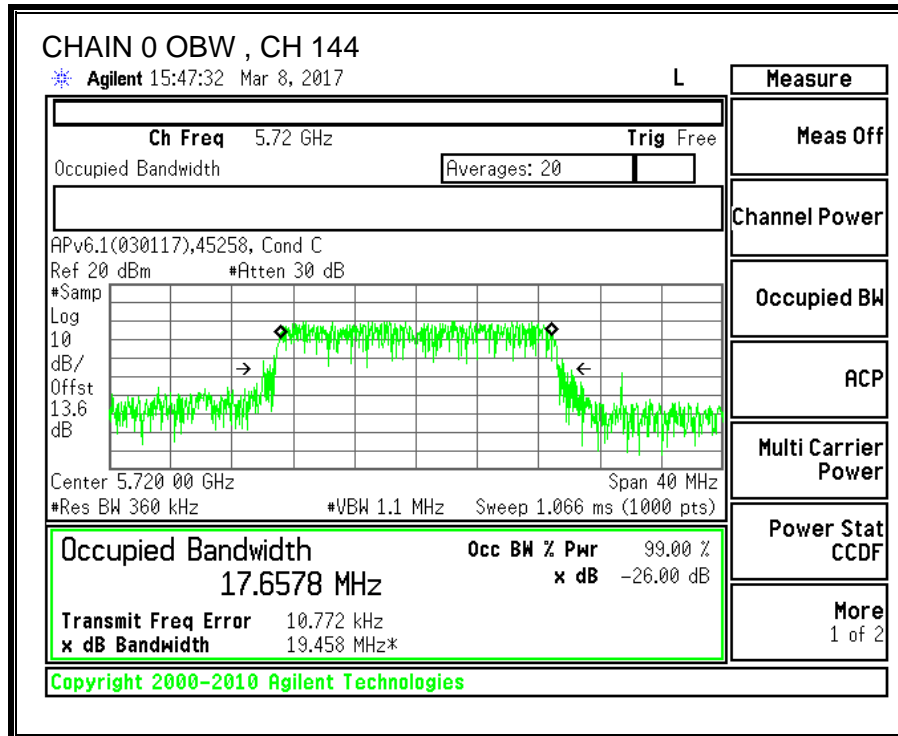 CHAIN 0 OBW , CH 144
Agilent 15:47:32 Mar 8, 2017 L
Measure
Ch Freq 5.72 GHz Trig Free
Meas Off
Occupied Bandwidth Averages: 20
Channel Power
APv6.1(030117),45258, Cond C
Ref 20 dBm #Atten 30 dB
#Samp
Occupied BW
Log
10
dB/
ACP
Offst
13.6
dB
Multi Carrier
Power
Center 5.720 00 GHz Span 40 MHz
#Res BW 360 kHz #VBW 1.1 MHz Sweep 1.066 ms (1000 pts)
Power Stat
CCDF
Occupied Bandwidth Occ BW % Pwr 99.00 %
17.6578 MHz x dB -26.00 dB
More
1 of 2
Transmit Freq Error 10.772 kHz
x dB Bandwidth 19.458 MHz*
Copyright 2000-2010 Agilent Technologies